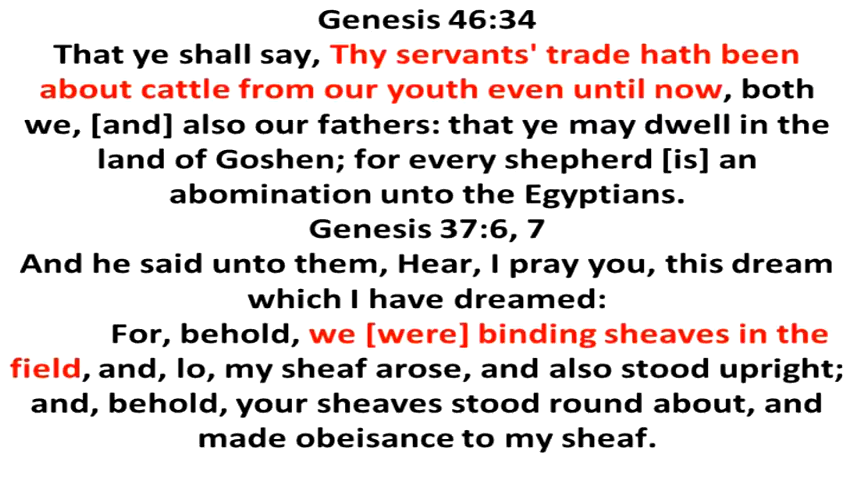 Genesis 46:34
That ye shall say, Thy servants' trade hath been
about cattle from our youth even until now, both
we, [and] also our fathers: that ye may dwell in the
land of Goshen; for every shepherd [is] an
abomination unto the Egyptians.
Genesis 37:6, 7
And he said unto them, Hear, I pray you, this dream
which I have dreamed:
For, behold, we [were] binding sheaves in the
field, and, lo, my sheaf arose, and also stood upright;
and, behold, your sheaves stood round about, and
made obeisance to my sheaf.